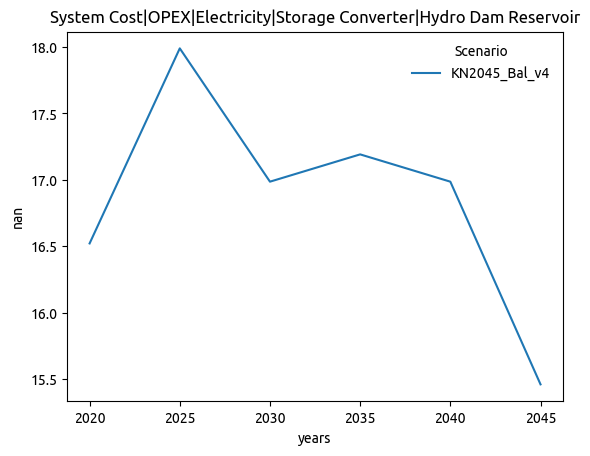 System Cost|OPEX|Electricity|Storage Converter|Hydro Dam Reservoir
Scenario
KN2045_Bal_v4
18.0
17.5
17.0
16.5
16.0
15.5
nan
2020 2025 2030 2035 2040 2045
years